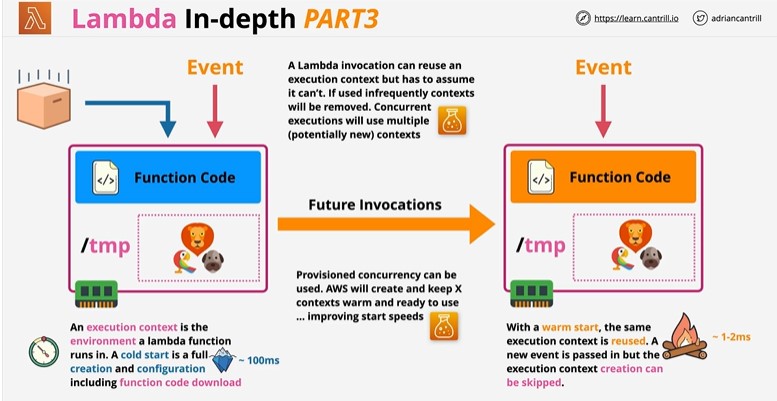 Lambda In-depth PART3
https://learn.cantrill.io
adriancantrill
Event
A Lambda invocation can reuse an
execution context but has to assume
it can't. If used infrequently contexts
will be removed. Concurrent
executions will use multiple
(potentially new) contexts
Event
</> Function Code
/tmp
Future Invocations
</> Function Code
/tmp
Provisioned concurrency can be
used. AWS will create and keep X
contexts warm and ready to use
... improving start speeds
An execution context is the
environment a lambda function
runs in. A cold start is a full
creation and configuration
including function code download
~ 100ms
With a warm start, the same
execution context is reused. A
new event is passed in but the
execution context creation can
be skipped.
~ 1-2ms